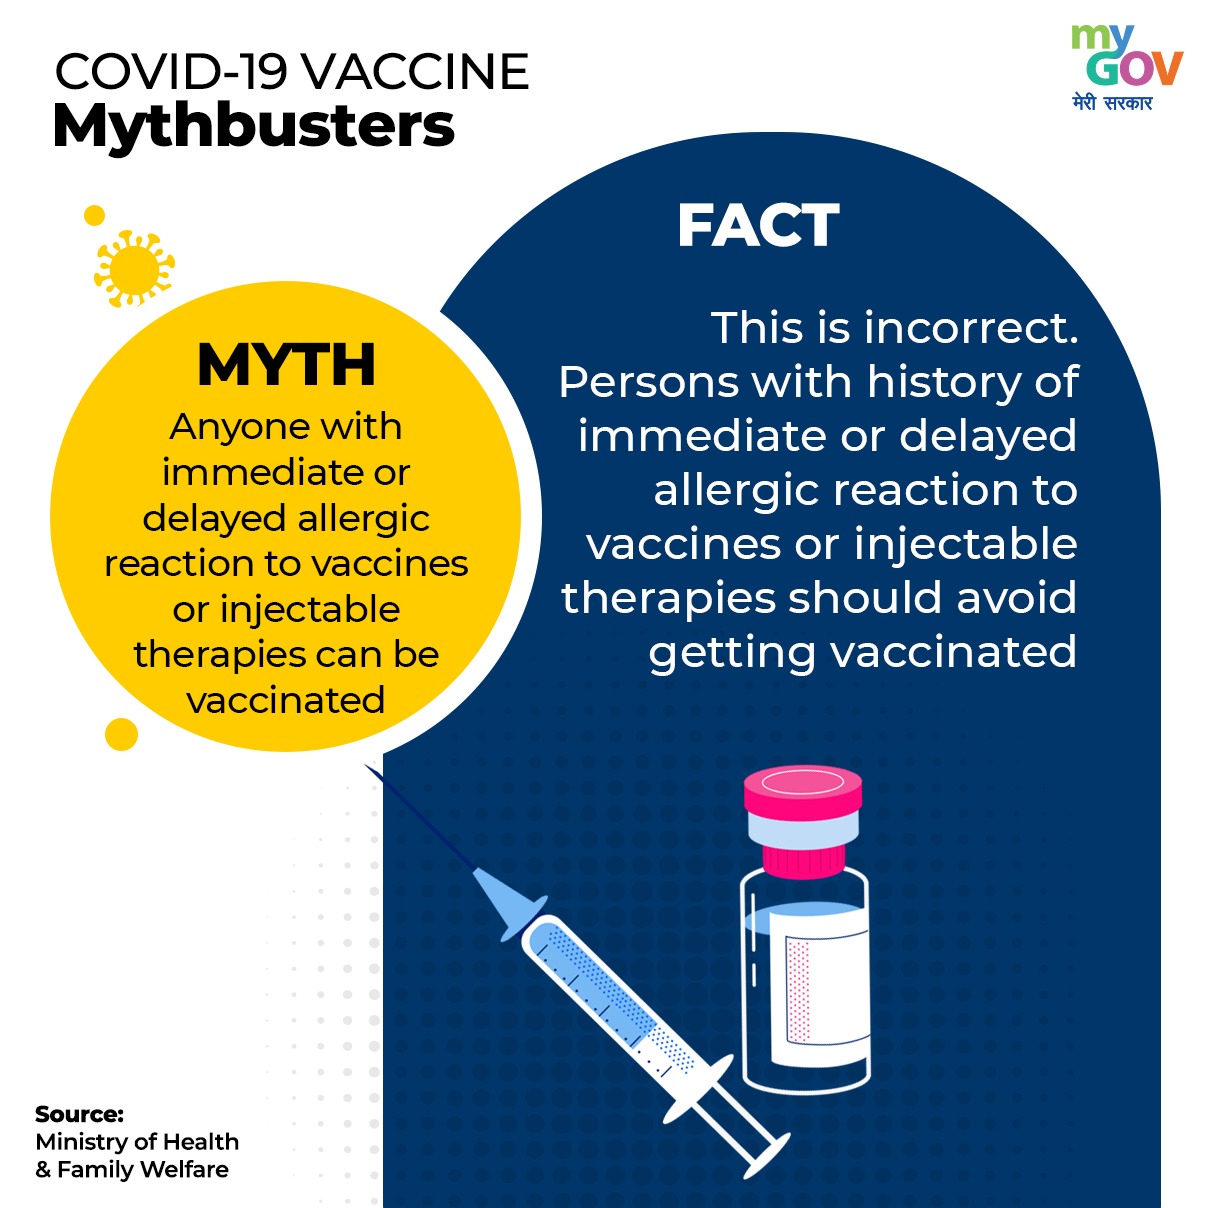 COVID-19 VACCINE
Mythbusters
my
GOV
मेरी सरकार
MYTH
Anyone with
immediate or
delayed allergic
reaction to vaccines
or injectable
therapies can be
vaccinated
FACT
This is incorrect.
Persons with history of
immediate or delayed
allergic reaction to
vaccines or injectable
therapies should avoid
getting vaccinated
Source:
Ministry of Health
& Family Welfare